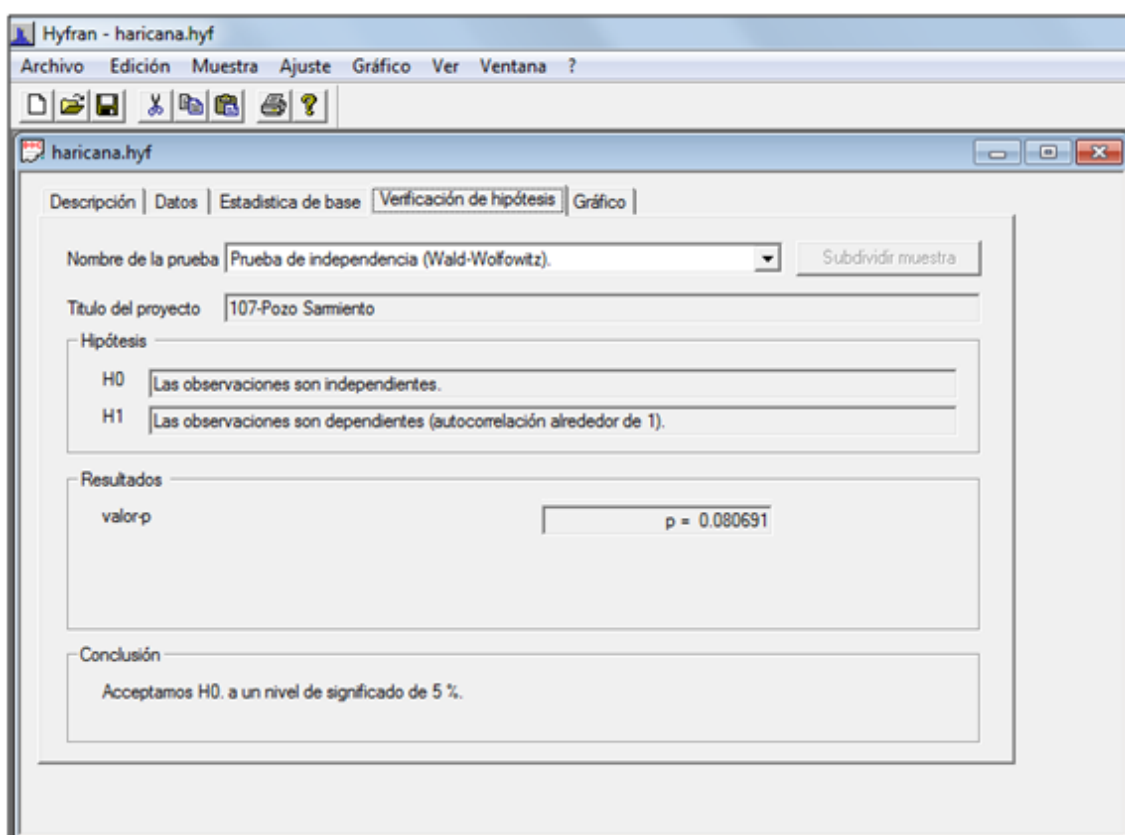 Hyfran - haricana.hyf
Archivo Edición Muestra Ajuste Gráfico Ver Ventana ?
haricana.hyf
Descripción Datos Estadistica de base Verificación de hipótesis Gráfico
Nombre de la prueba Prueba de independencia (Wald-Wolfowitz). Subdividir muestra
Titulo del proyecto 107-Pozo Sarmiento
Hipótesis
H0 Las observaciones son independientes.
H1 Las observaciones son dependientes (autocorrelación alrededor de 1).
Resultados
valor-p p = 0.080691
Conclusión
Acceptamos H0. a un nivel de significado de 5 %.